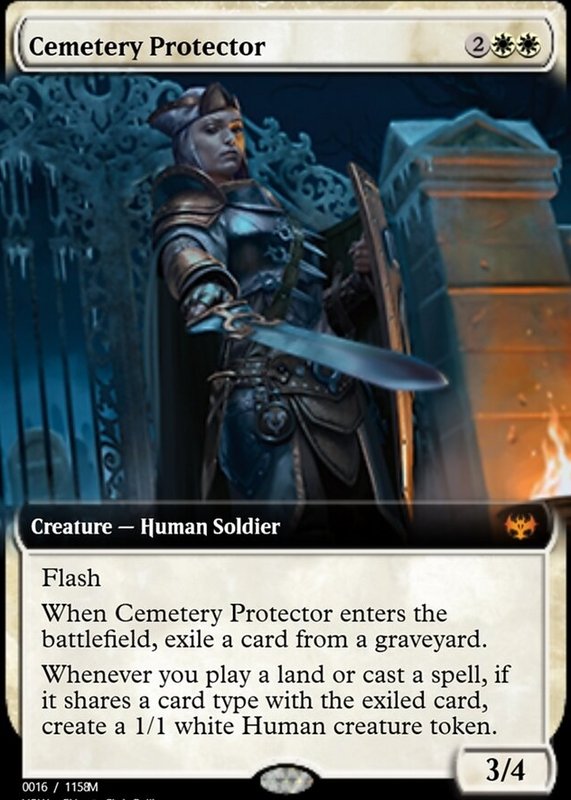 Cemetery Protector 2
Creature — Human Soldier
Flash
When Cemetery Protector enters the
battlefield, exile a card from a graveyard.
Whenever you play a land or cast a spell, if
it shares a card type with the exiled card,
create a 1/1 white Human creature token.
3/4
0016 / 1158M